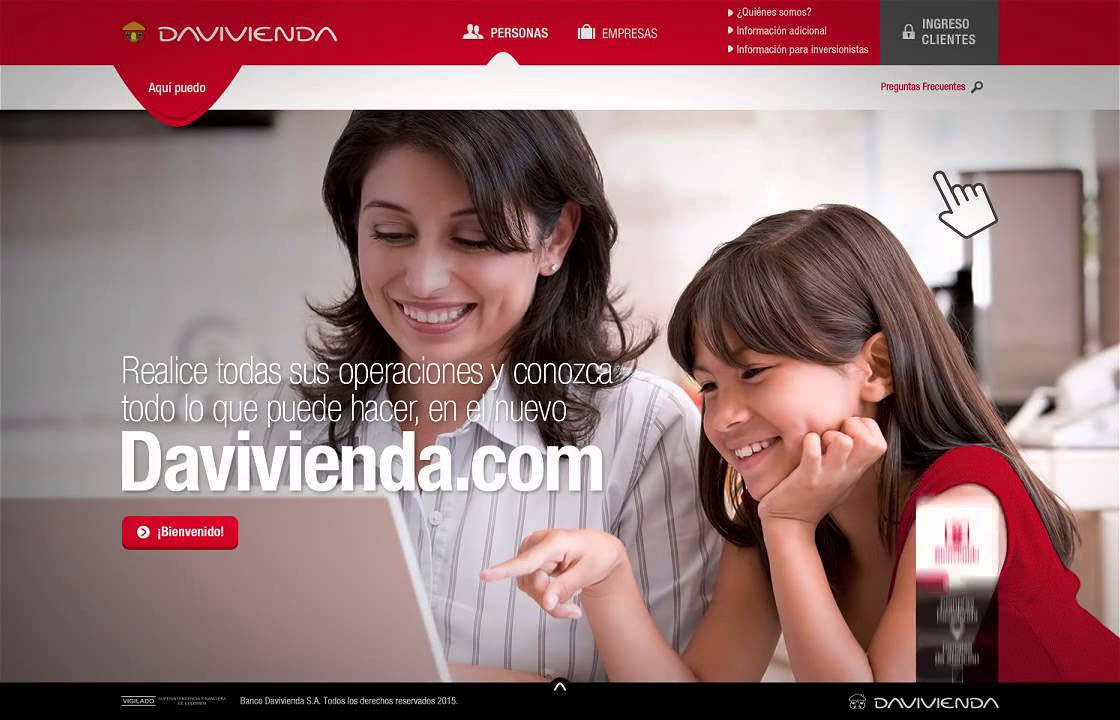 DAVIVIENDA
PERSONAS
EMPRESAS
¿Quiénes somos?
Información adicional
Información para inversionistas
INGRESO
CLIENTES
Aquí puedo
Preguntas Frecuentes
Realice todas sus operaciones y conozca
todo lo que puede hacer, en el nuevo
Davivienda.com
¡Bienvenido!
VIGILADO
SUPERINTENDENCIA FINANCIERA
DE COLOMBIA
Banco Davivienda S.A. Todos los derechos reservados 2015.
DAVIVIENDA